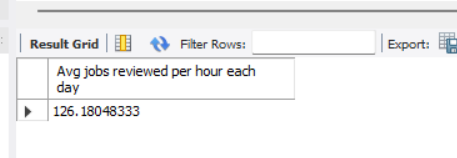 Result Grid Filter Rows: Export:
Avg jobs reviewed per hour each
day
126.18048333